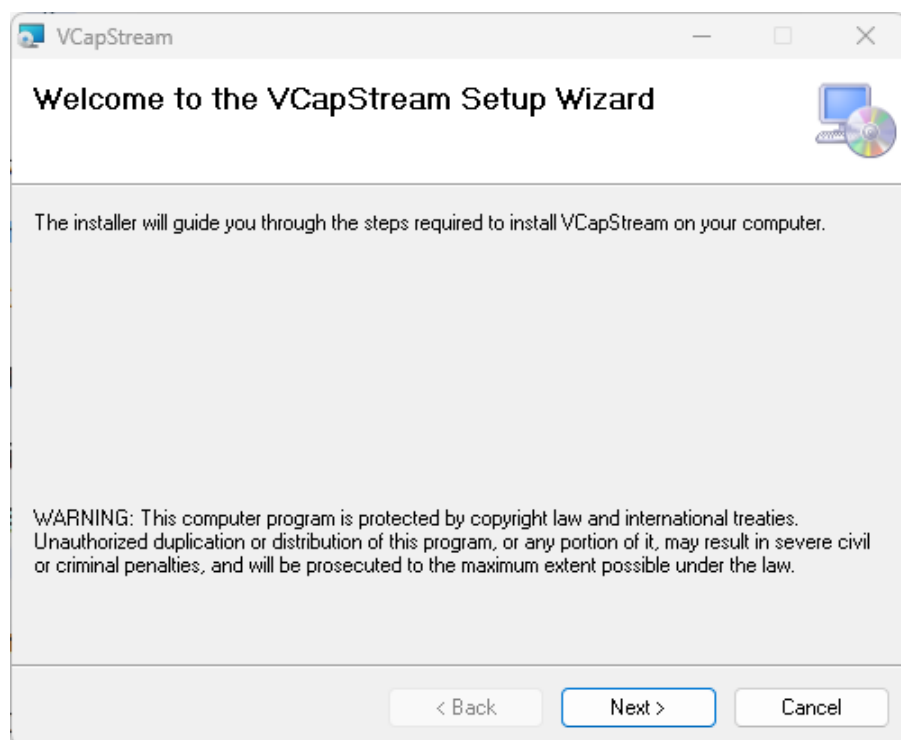 VCapStream
Welcome to the VCapStream Setup Wizard
The installer will guide you through the steps required to install VCapStream on your computer.
WARNING: This computer program is protected by copyright law and international treaties.
Unauthorized duplication or distribution of this program, or any portion of it, may result in severe civil
or criminal penalties, and will be prosecuted to the maximum extent possible under the law.
< Back
Next >
Cancel